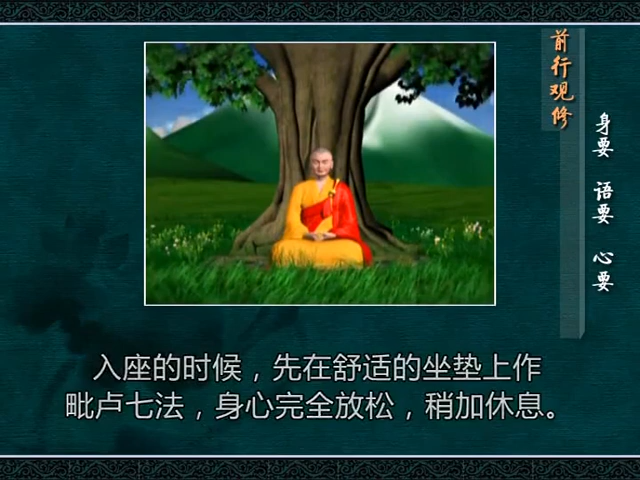 前行观修
身要 语要 心要
入座的时候，先在舒适的坐垫上作
毗卢七法，身心完全放松，稍加休息。